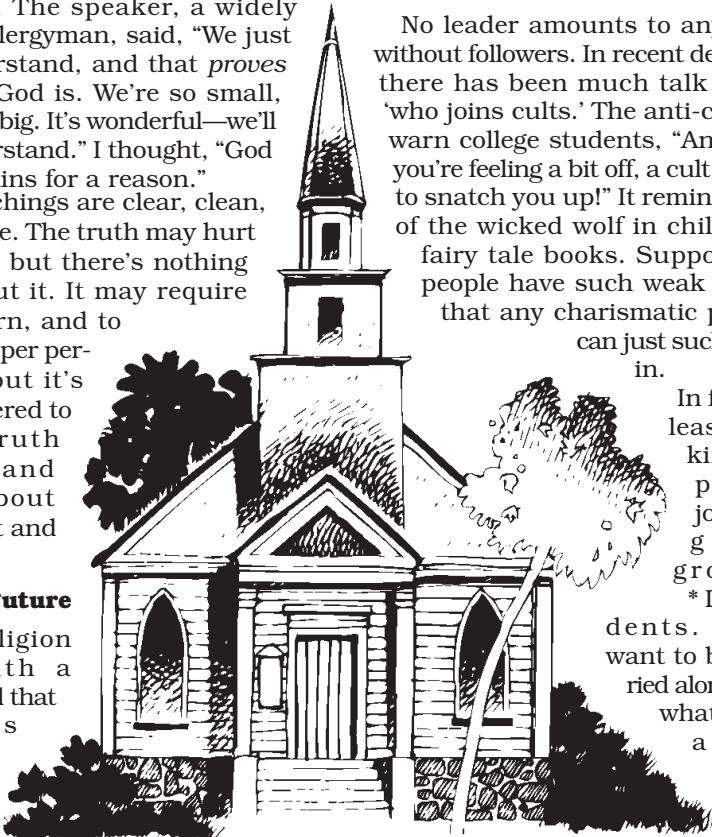 . The speaker, a widely
lergyman, said, “We just
rstand, and that proves
God is. We're so small,
big. It's wonderful—we'll
rstand.” I thought, “God
ins for a reason.”
chings are clear, clean,
e. The truth may hurt
but there's nothing
ut it. It may require
rn, and to
per per-
out it's
ered to
ruth
and
bout
t and
uture
ligion
ith a
l that
s
No leader amounts to any
without followers. In recent de
there has been much talk
‘who joins cults.’ The anti-c
warn college students, “An
you're feeling a bit off, a cult
to snatch you up!” It remin
of the wicked wolf in chil
fairy tale books. Suppo
people have such weak
that any charismatic p
can just suc
in.
In f
leas
kin
p
jo
g
gro
* I
dents.
want to b
ried alon
what
a